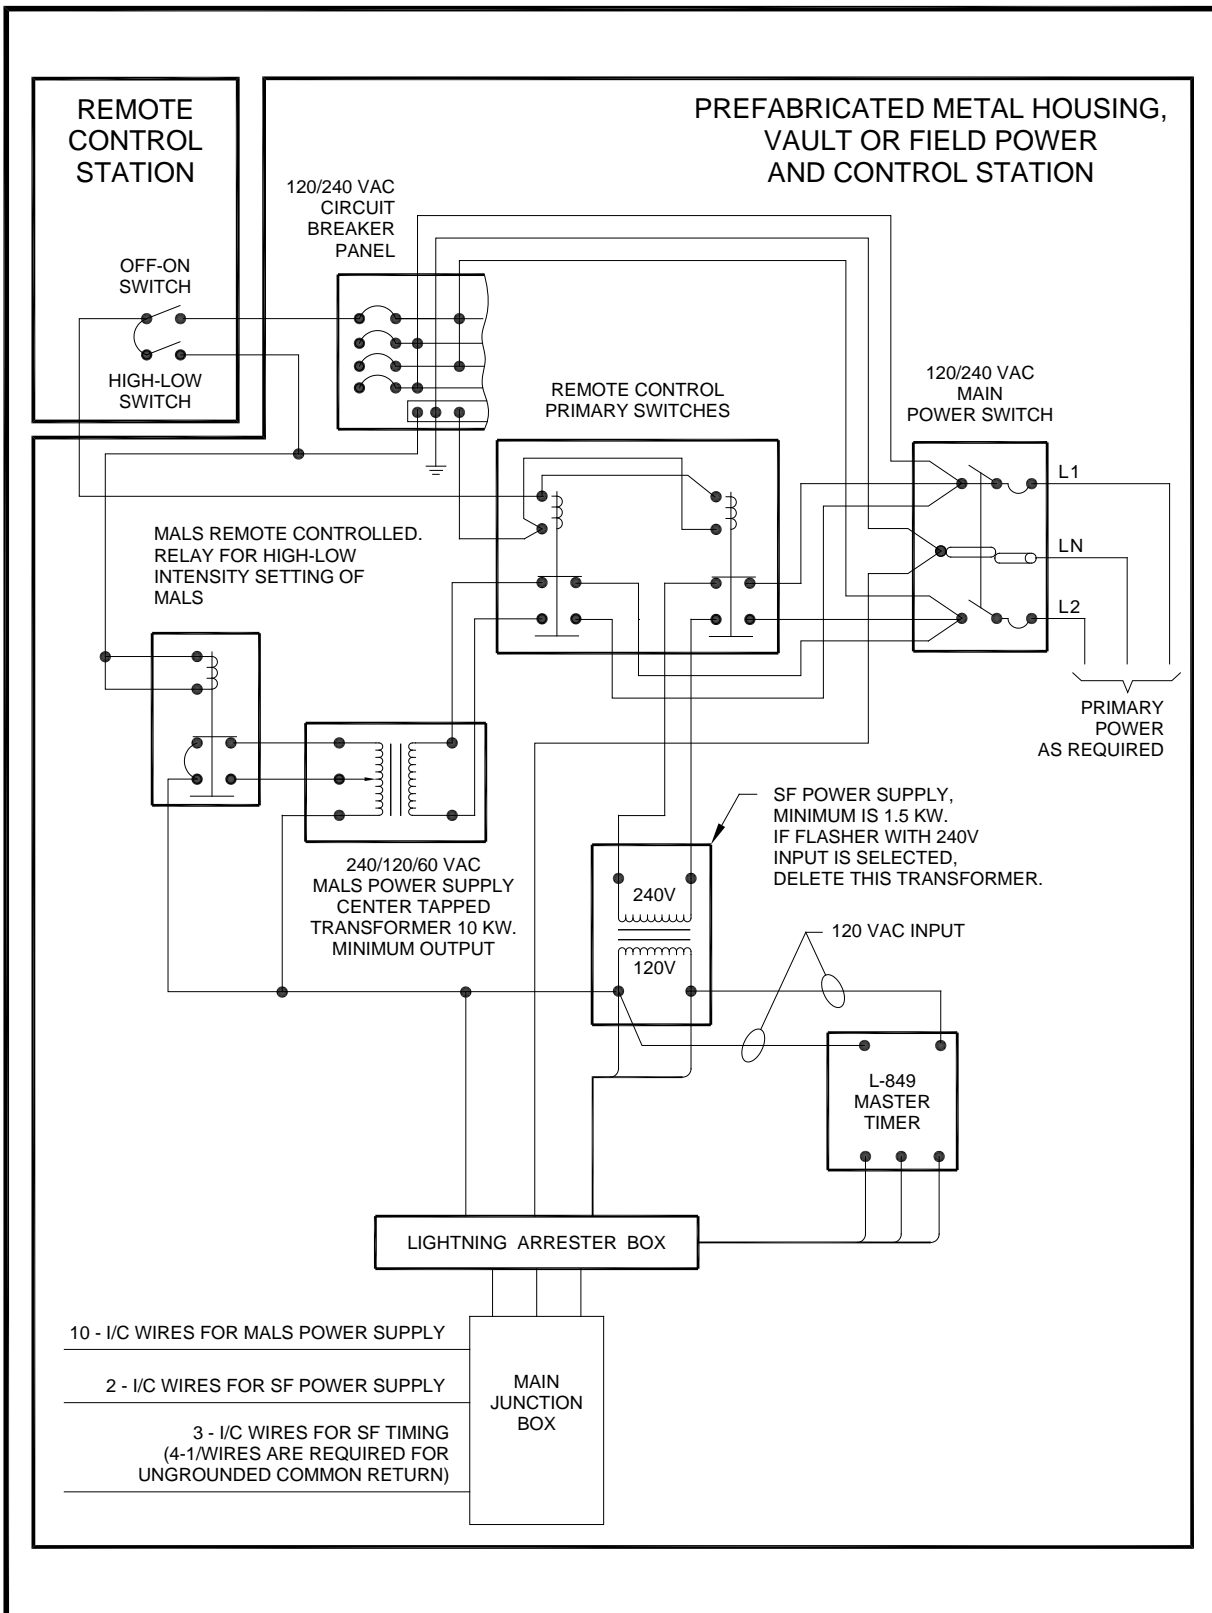 REMOTE
CONTROL
STATION
PREFABRICATED METAL HOUSING,
VAULT OR FIELD POWER
AND CONTROL STATION
120/240 VAC
CIRCUIT
BREAKER
PANEL
OFF-ON
SWITCH
HIGH-LOW
SWITCH
REMOTE CONTROL
PRIMARY SWITCHES
120/240 VAC
MAIN
POWER SWITCH
L1
LN
L2
PRIMARY
POWER
AS REQUIRED
MALS REMOTE CONTROLLED.
RELAY FOR HIGH-LOW
INTENSITY SETTING OF
MALS
240/120/60 VAC
MALS POWER SUPPLY
CENTER TAPPED
TRANSFORMER 10 KW.
MINIMUM OUTPUT
SF POWER SUPPLY,
MINIMUM IS 1.5 KW.
IF FLASHER WITH 240V
INPUT IS SELECTED,
DELETE THIS TRANSFORMER.
240V
120V
120 VAC INPUT
L-849
MASTER
TIMER
LIGHTNING ARRESTER BOX
10 - I/C WIRES FOR MALS POWER SUPPLY
2 - I/C WIRES FOR SF POWER SUPPLY
3 - I/C WIRES FOR SF TIMING
(4-1/WIRES ARE REQUIRED FOR
UNGROUNDED COMMON RETURN)
MAIN
JUNCTION
BOX